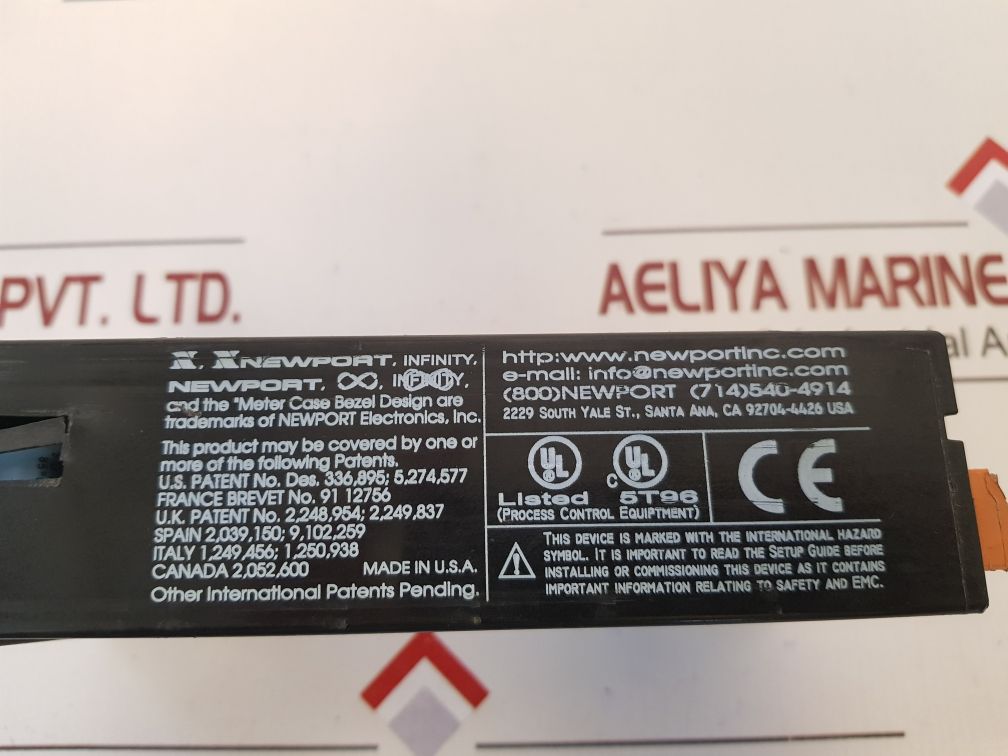 PVT. LTD.
AELIYA MARINE
al A
N, NEWPORT, INFINITY,
NEWPORT, ∞, INFINITY,
and the "Meter Case Bezel Design are
trademarks of NEWPORT Electronics, Inc.
This product may be covered by one or
more of the following Patents.
U.S. PATENT No. Des. 336,895; 5,274,577
FRANCE BREVET No. 91 12756
U.K. PATENT No. 2,248,954; 2,249,837
SPAIN 2,039,150; 9,102,259
ITALY 1,249,456; 1,250,938
CANADA 2,052,600 MADE IN U.S.A.
Other International Patents Pending.
http:www.newportinc.com
e-mail: info@newportinc.com
(800)NEWPORT (714)540-4914
2229 SOUTH YALE ST., SANTA ANA, CA 92704-4426 USA
UL C UL
Listed 5T96
(PROCESS CONTROL EQUIPTMENT)
CE
THIS DEVICE IS MARKED WITH THE INTERNATIONAL HAZARD
SYMBOL. IT IS IMPORTANT TO READ THE SETUP GUIDE BEFORE
INSTALLING OR COMMISSIONING THIS DEVICE AS IT CONTAINS
IMPORTANT INFORMATION RELATING TO SAFETY AND EMC.